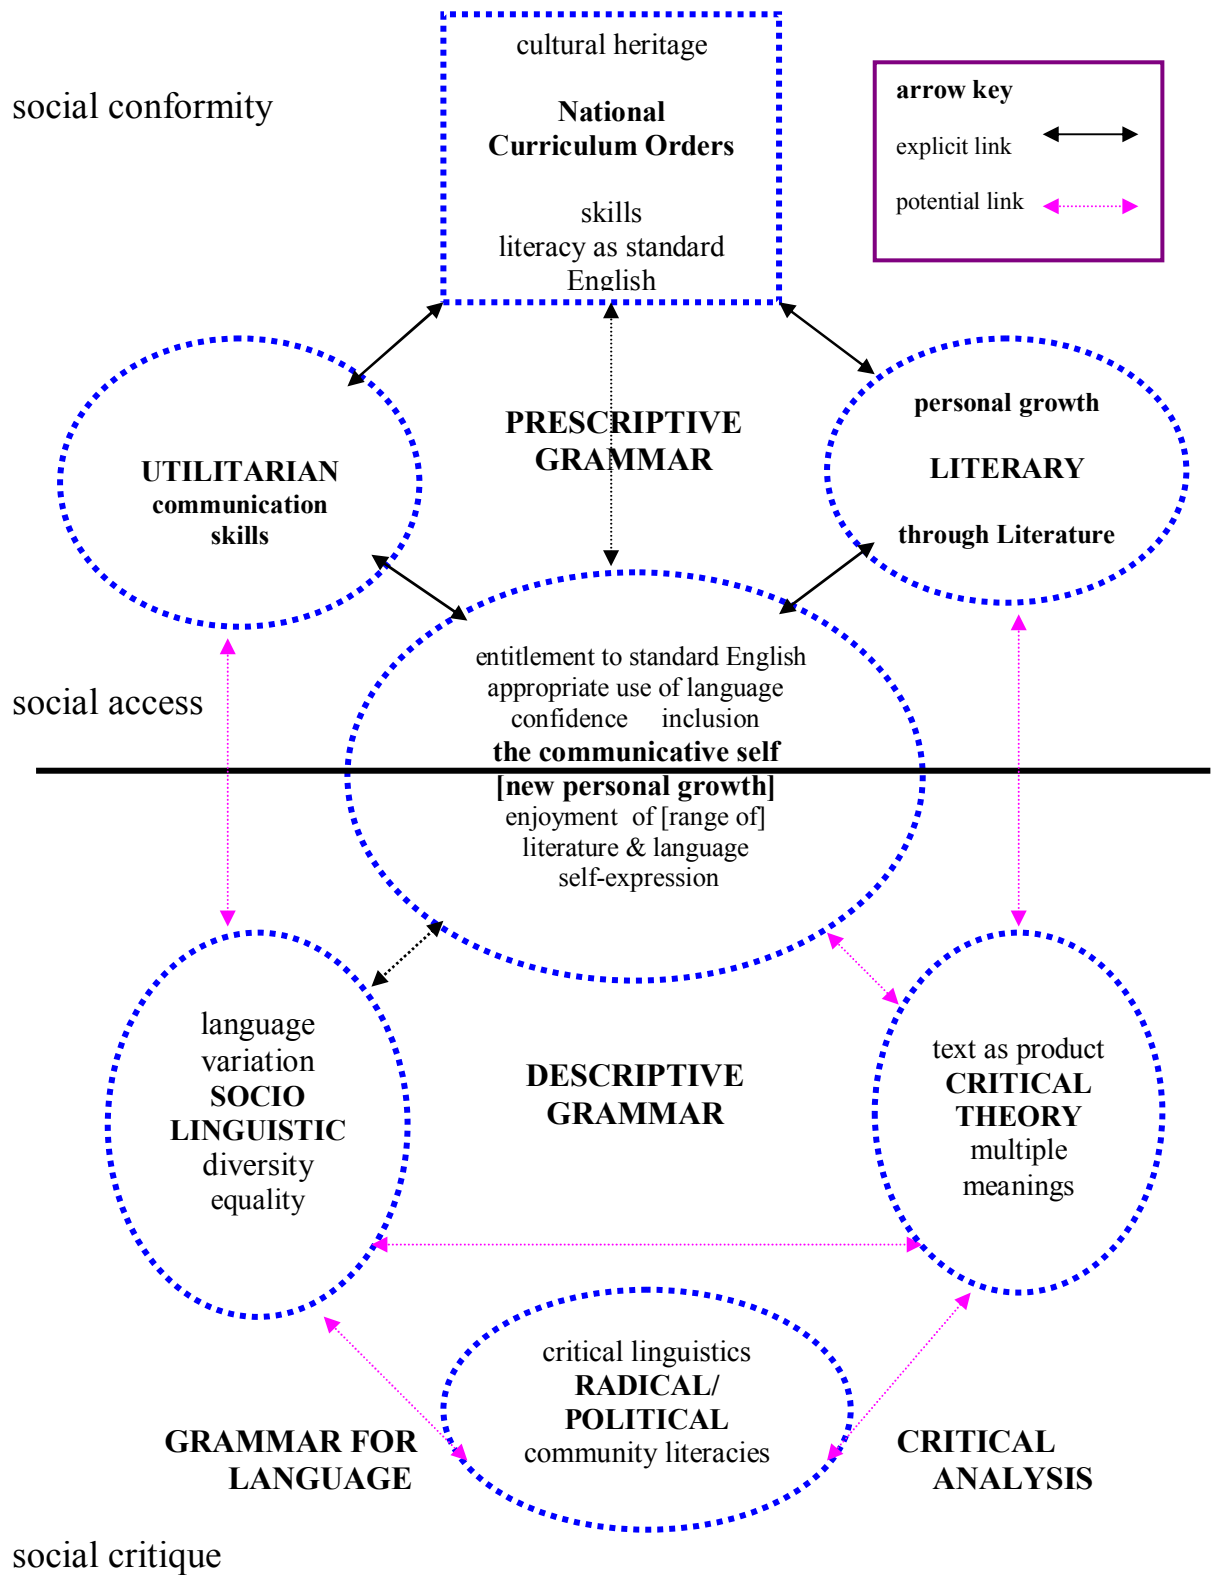 cultural heritage
social conformity
National
Curriculum Orders
skills
literacy as standard
English
arrow key
explicit link
potential link
PRESCRIPTIVE
GRAMMAR
UTILITARIAN
communication
skills
personal growth
LITERARY
through Literature
social access
entitlement to standard English
appropriate use of language
confidence inclusion
the communicative self
[new personal growth]
enjoyment of [range of]
literature & language
self-expression
language
variation
SOCIO
LINGUISTIC
diversity
equality
DESCRIPTIVE
GRAMMAR
text as product
CRITICAL
THEORY
multiple
meanings
critical linguistics
RADICAL/
POLITICAL
community literacies
GRAMMAR FOR
LANGUAGE
CRITICAL
ANALYSIS
social critique